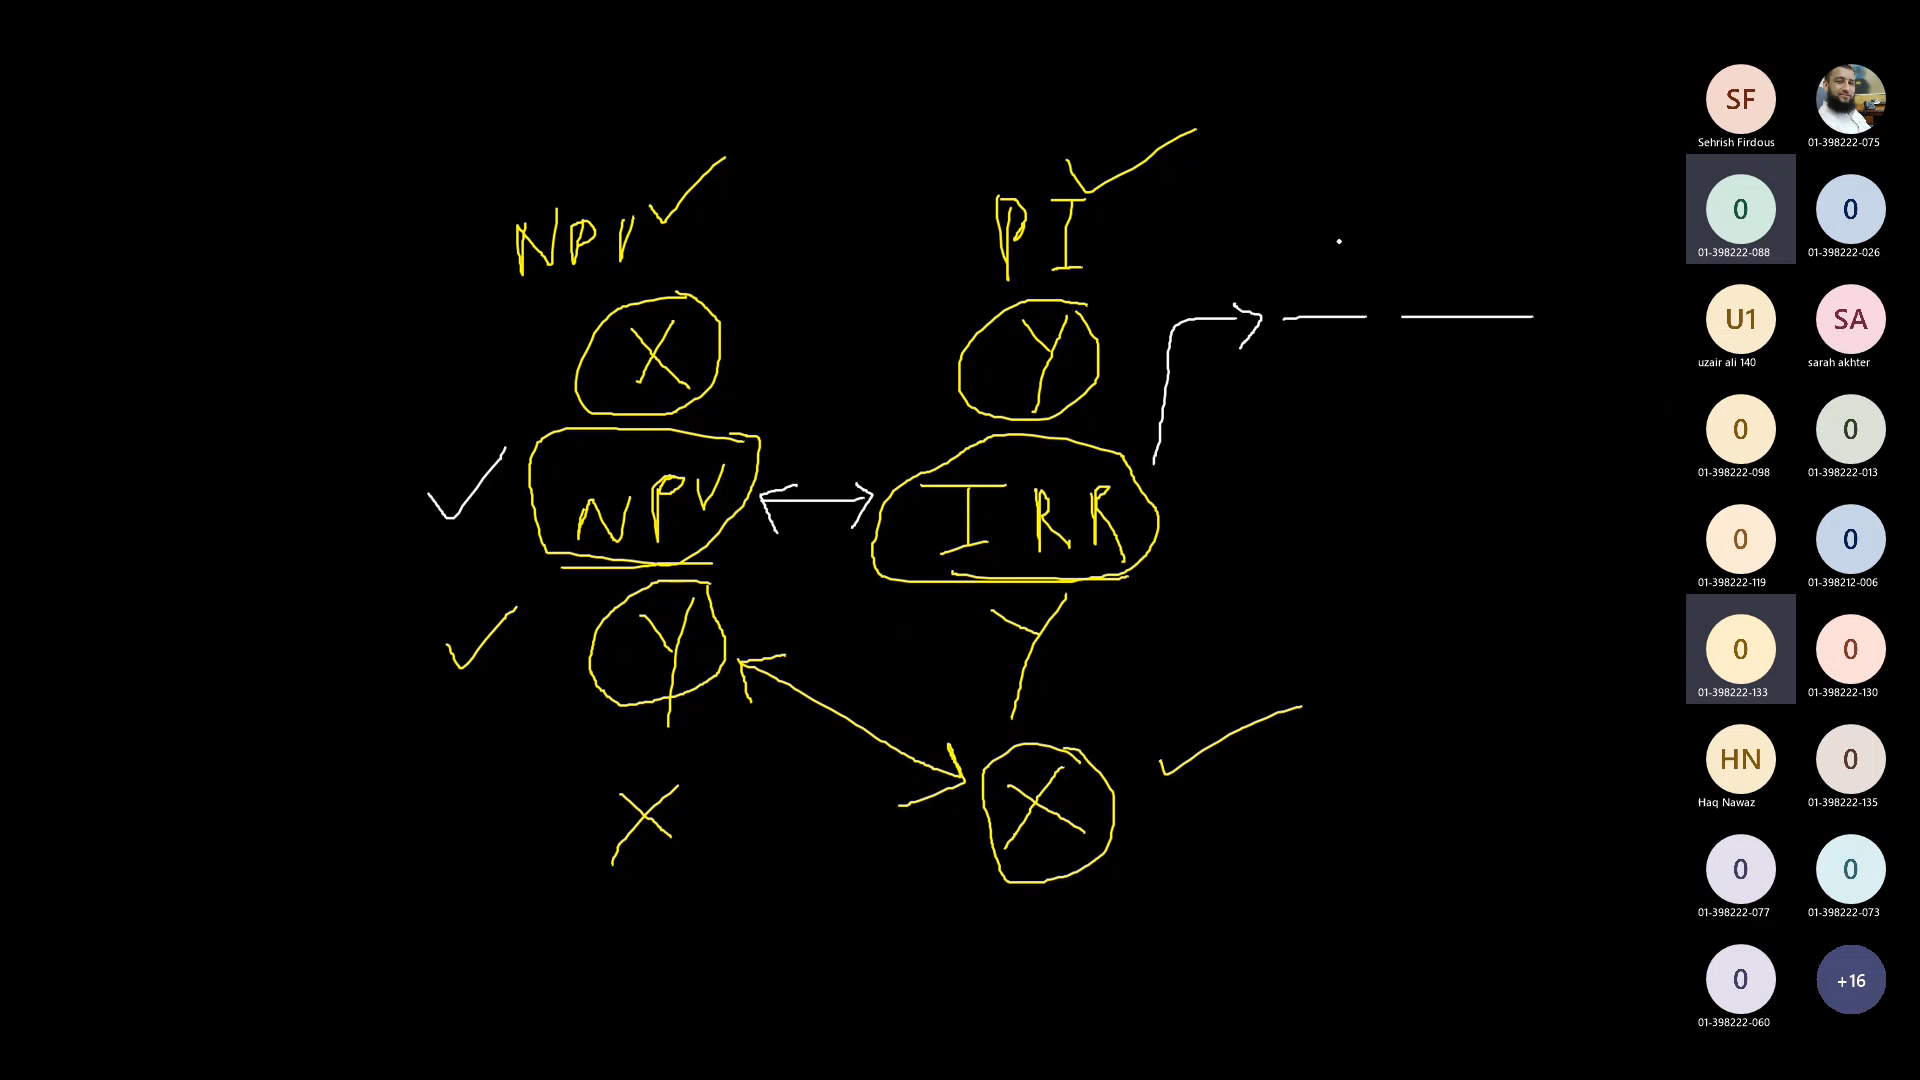 NPV PI
X Y
NPV IRR
Y Y
X X
SF
Sehrish Firdous
01-398222-075
0
01-398222-088
0
01-398222-026
U1
uzair ali 140
SA
sarah akhter
0
01-398222-098
0
01-398222-013
0
01-398222-119
0
01-398212-006
0
01-398222-133
0
01-398222-130
HN
Haq Nawaz
0
01-398222-135
0
01-398222-077
0
01-398222-073
0
01-398222-060
+16